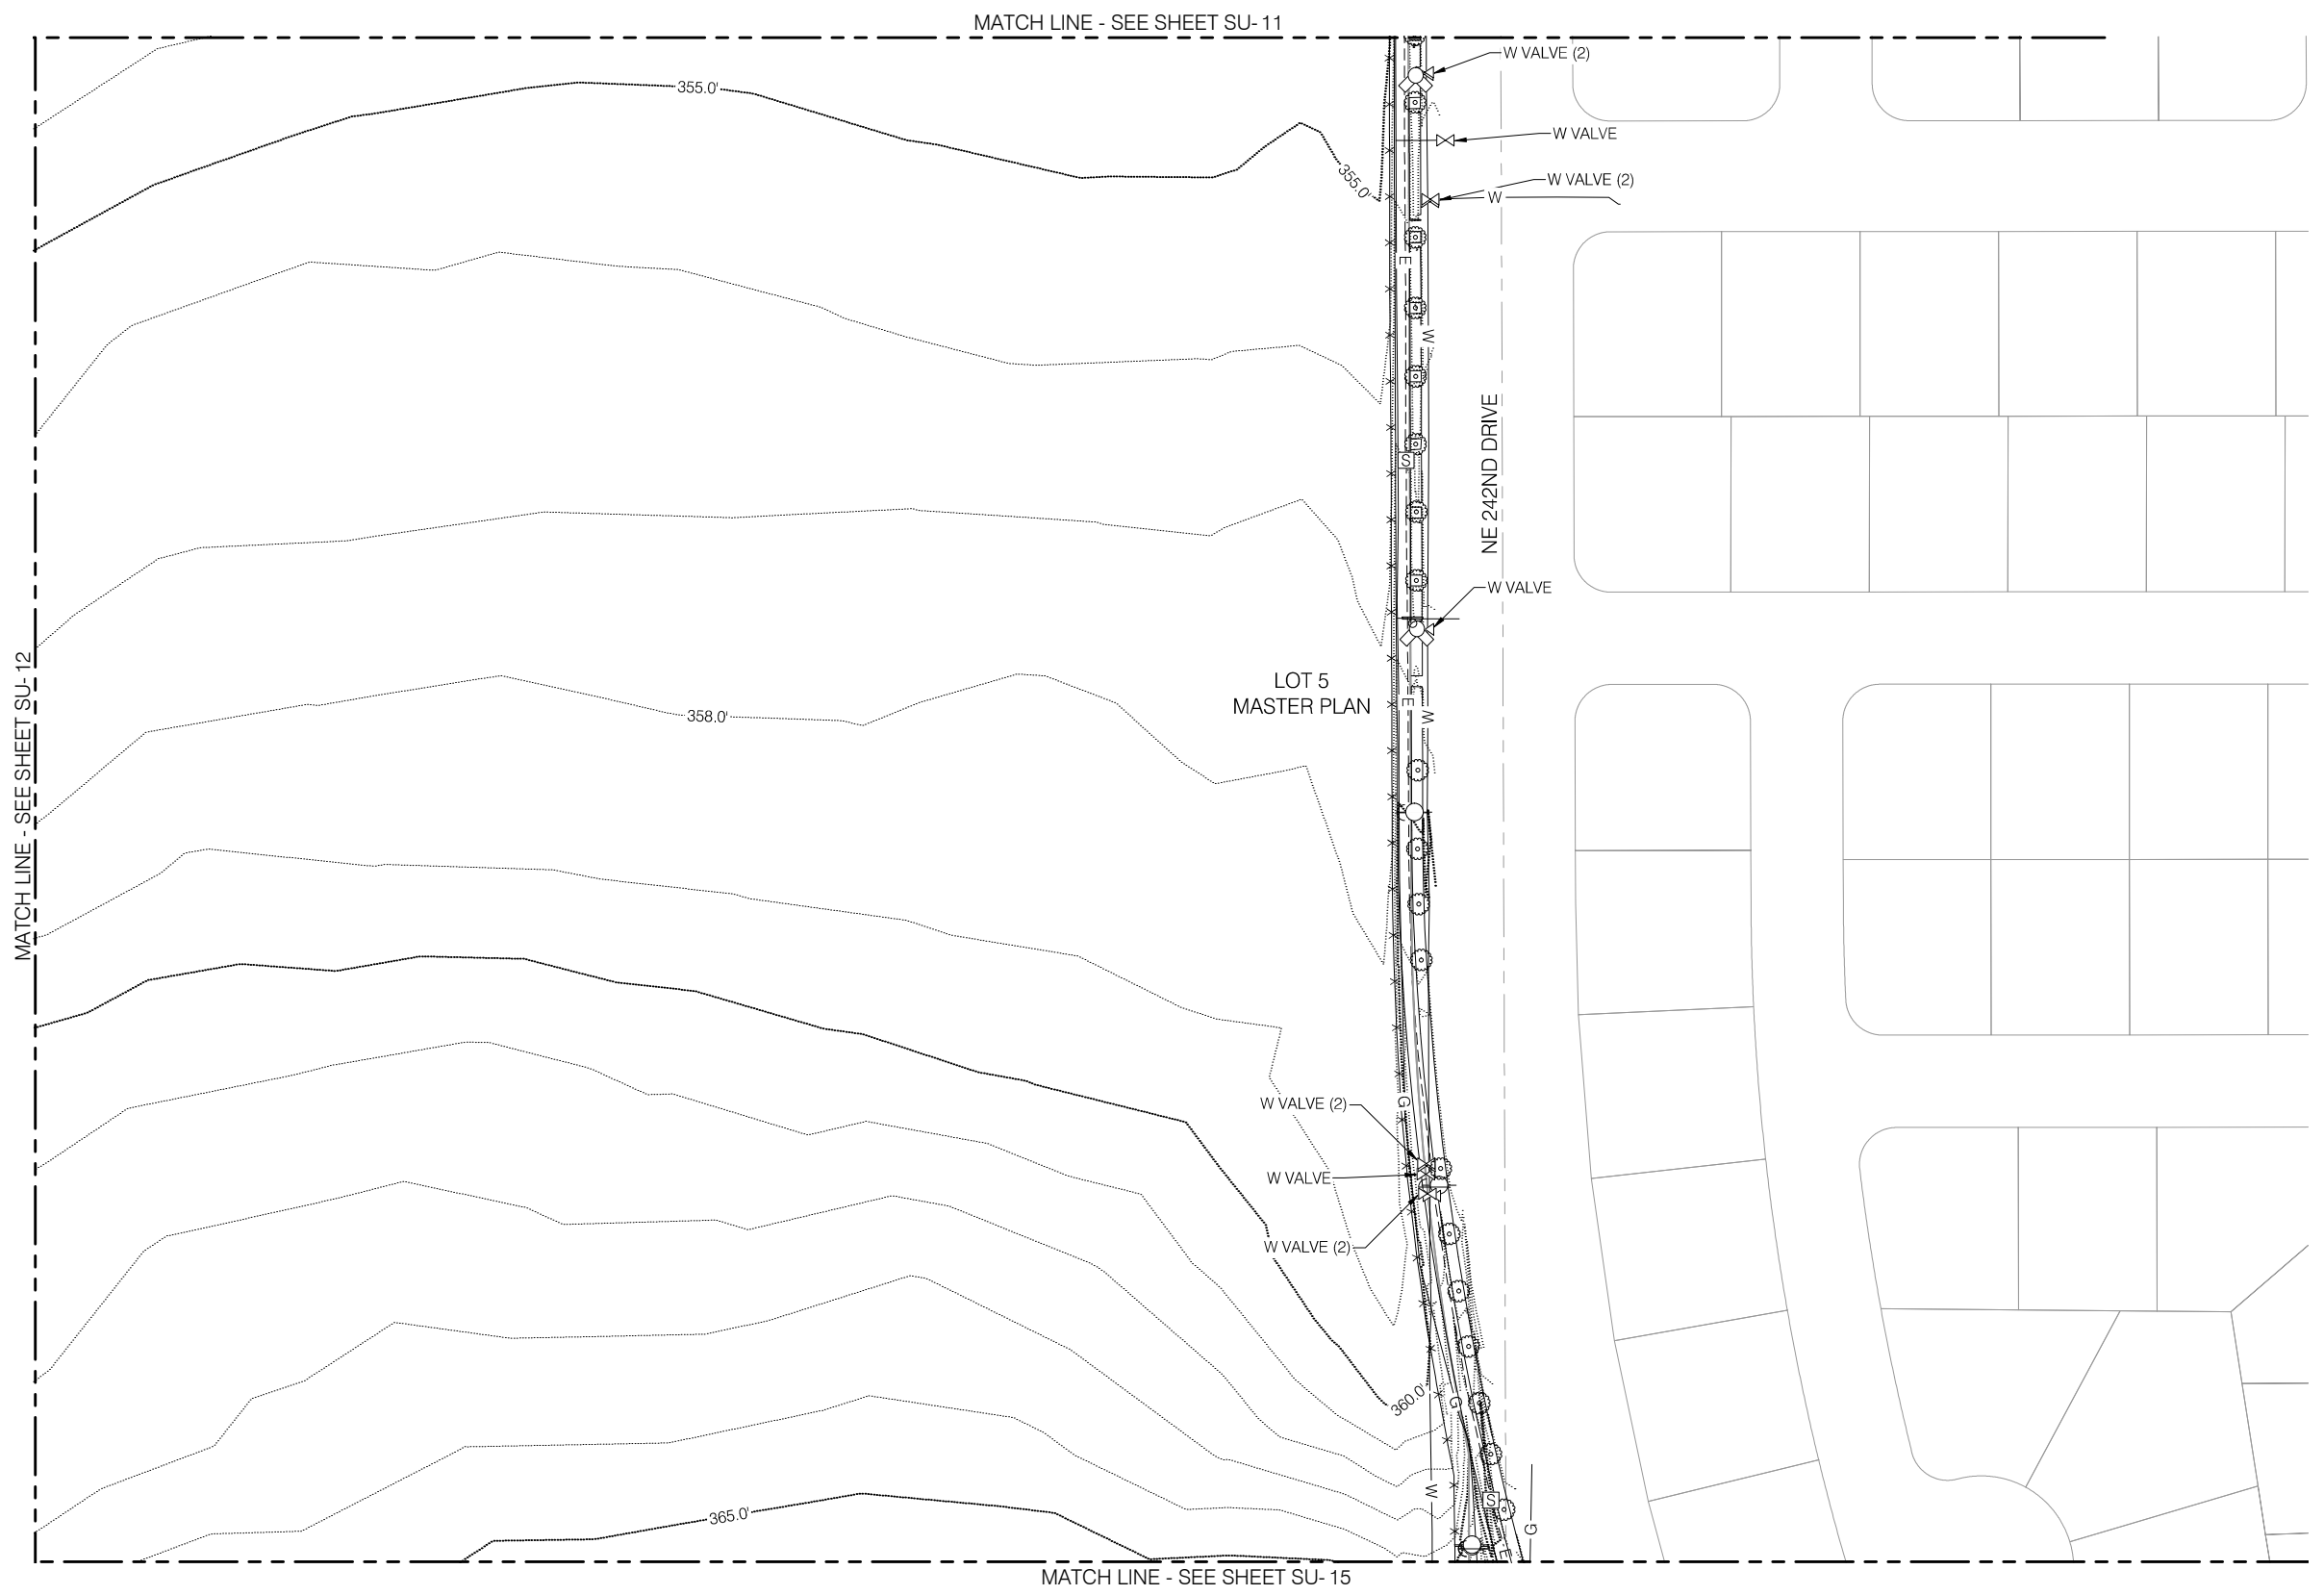 MATCH LINE - SEE SHEET SU- 11
W VALVE (2)
355.0'
W VALVE
355.0'
W VALVE (2)
W
E
W
NE 242ND DRIVE
S
W VALVE
LOT 5
MASTER PLAN
E
W
358.0'
MATCH LINE - SEE SHEET SU- 12
G
W VALVE (2)
W VALVE
W VALVE (2)
360.0'
G
W
S
365.0'
G
E
MATCH LINE - SEE SHEET SU- 15